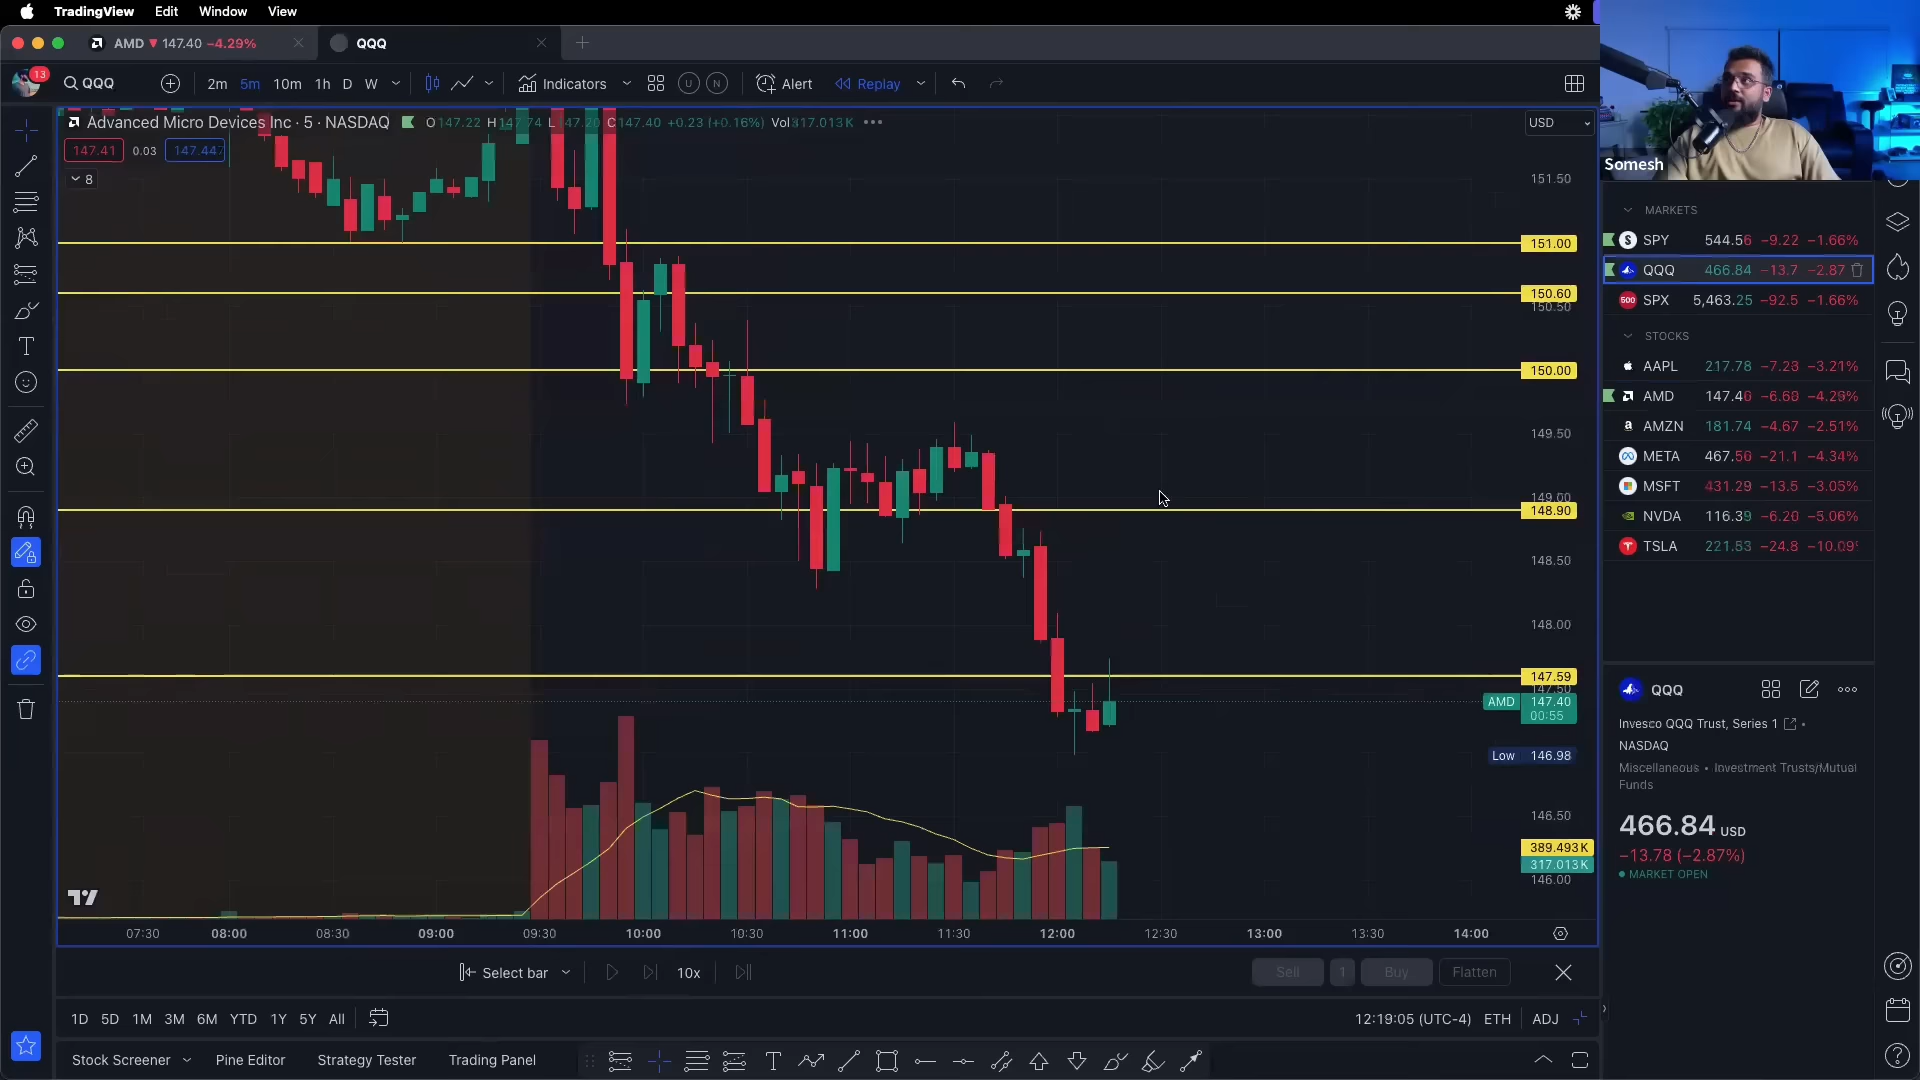 TradingView Edit Window View
AMD 147.40 −4.29%
QQQ
13
QQQ 2m 5m 10m 1h D W Indicators U N Alert Replay
Advanced Micro Devices Inc · 5 · NASDAQ O147.22 H147.74 L147.20 C147.40 +0.23 (+0.16%) Vol317.013K
USD
147.41 0.03 147.447
8
151.50
151.00
150.60
150.50
150.00
149.50
149.00
148.90
148.50
148.00
147.59
147.50
AMD 147.40
00:55
Low 146.98
146.50
389.493K
317.013K
146.00
07:30 08:00 08:30 09:00 09:30 10:00 10:30 11:00 11:30 12:00 12:30 13:00 13:30 14:00
Select bar 10x Sell 1 Buy Flatten
1D 5D 1M 3M 6M YTD 1Y 5Y All 12:19:05 (UTC-4) ETH ADJ
Stock Screener Pine Editor Strategy Tester Trading Panel
Somesh
MARKETS
SPY 544.56 −9.22 −1.66%
QQQ 466.84 −13.7 −2.87
500 SPX 5,463.25 −92.5 −1.66%
STOCKS
AAPL 217.78 −7.23 −3.21%
AMD 147.40 −6.60 −4.29%
AMZN 181.74 −4.67 −2.51%
META 467.56 −21.1 −4.34%
MSFT 431.29 −13.5 −3.05%
NVDA 116.39 −6.20 −5.06%
TSLA 221.53 −24.8 −10.09%
QQQ
Invesco QQQ Trust, Series 1 •
NASDAQ
Miscellaneous • Investment Trusts/Mutual
Funds
466.84 USD
−13.78 (−2.87%)
MARKET OPEN